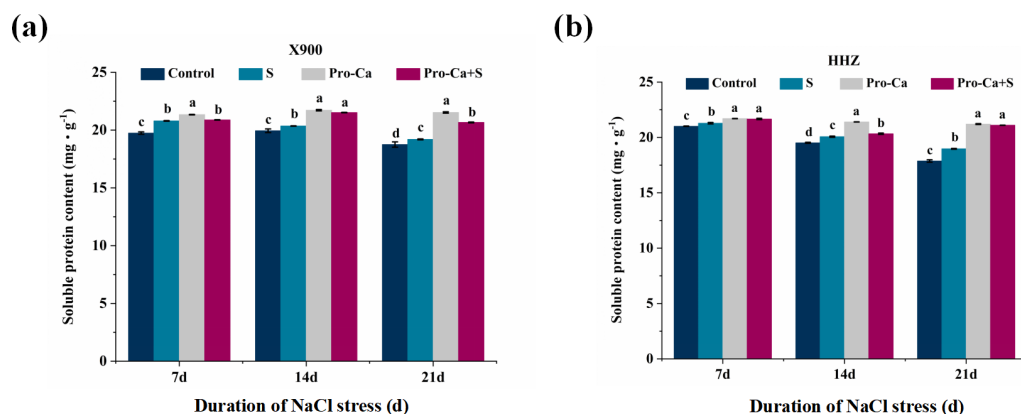 (a)
X900
Control S Pro-Ca Pro-Ca+S
Soluble protein content (mg · g-1)
25
20
15
10
5
0
c b a b
c b a a
d c a b
7d 14d 21d
Duration of NaCl stress (d)
(b)
HHZ
Control S Pro-Ca Pro-Ca+S
Soluble protein content (mg · g-1)
25
20
15
10
5
0
c b a a
d c a b
c b a a
7d 14d 21d
Duration of NaCl stress (d)